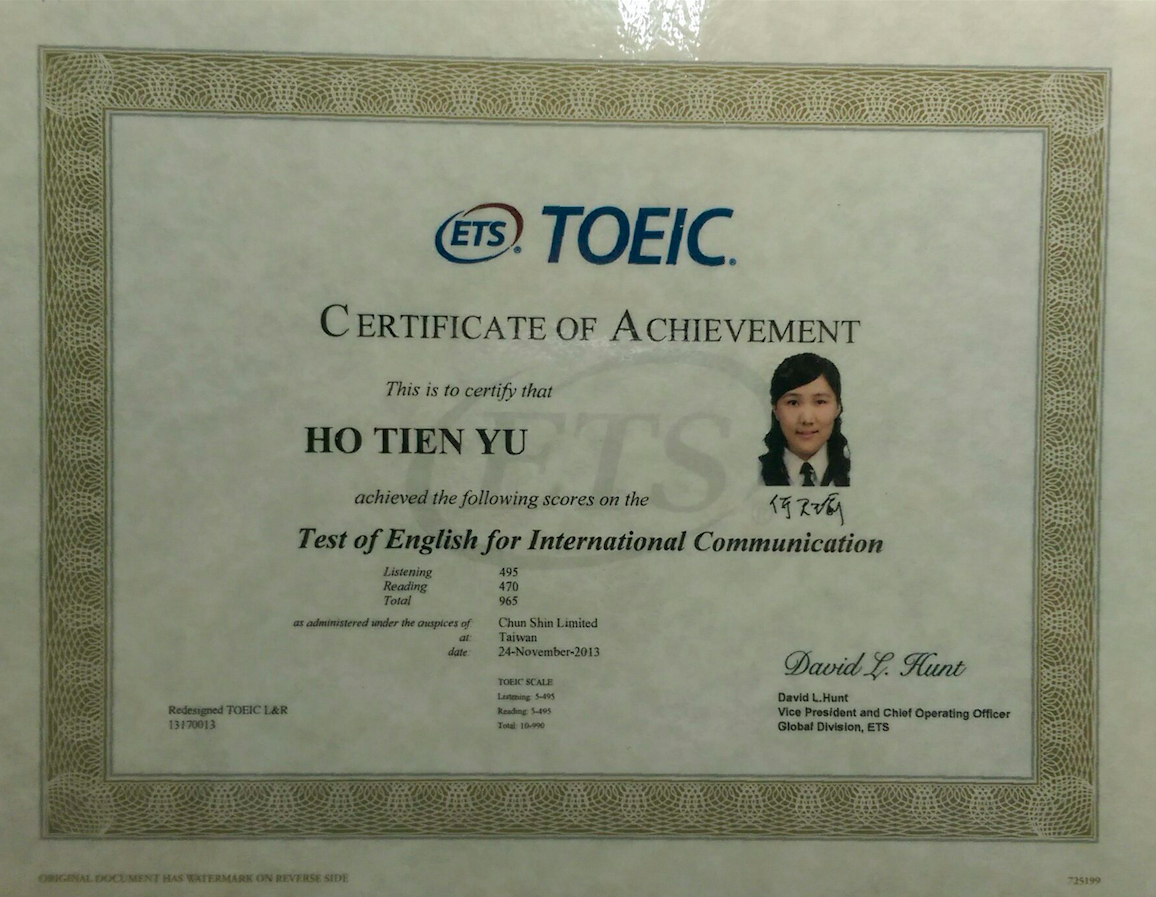 ETS® TOEIC®
CERTIFICATE OF ACHIEVEMENT
This is to certify that
HO TIEN YU
achieved the following scores on the
Test of English for International Communication
Listening 495
Reading 470
Total 965
as administered under the auspices of Chun Shin Limited
at: Taiwan
date: 24-November-2013
TOEIC SCALE
Listening: 5-495
Reading: 5-495
Total: 10-990
Redesigned TOEIC L&R
13170013
ETS
何
David L. Hunt
David L.Hunt
Vice President and Chief Operating Officer
Global Division, ETS
ORIGINAL DOCUMENT HAS WATERMARK ON REVERSE SIDE
725199